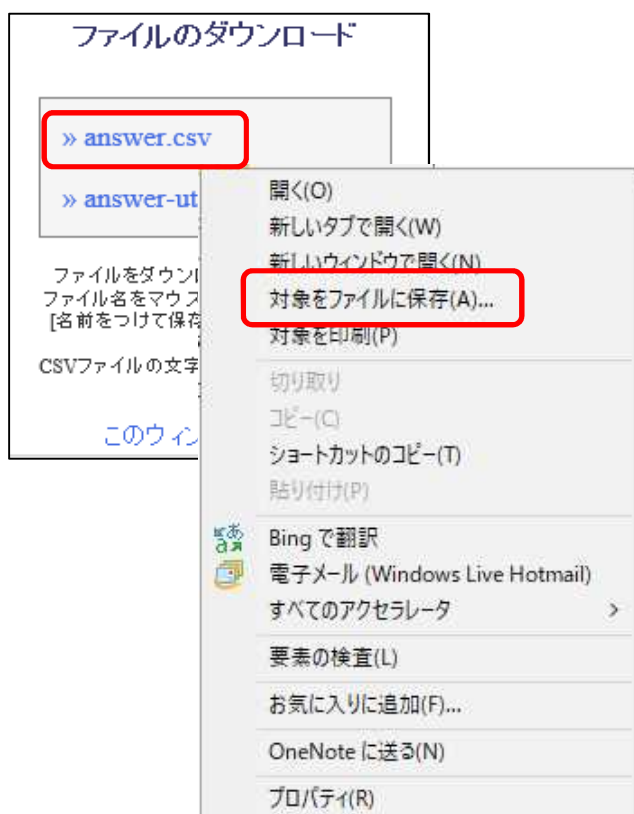 ファイルのダウンロード
» answer.csv
» answer-ut
ファイルをダウン
ファイル名をマウス
[名前をつけて保存
CSVファイルの文字
このウィン
開く(O)
新しいタブで開く(W)
新しいウィンドウで開く(N)
対象をファイルに保存(A)...
対象を印刷(P)
切り取り
コピー(C)
ショートカットのコピー(T)
貼り付け(P)
Bing で翻訳
電子メール (Windows Live Hotmail)
すべてのアクセラレータ >
要素の検査(L)
お気に入りに追加(F)...
OneNote に送る(N)
プロパティ(R)